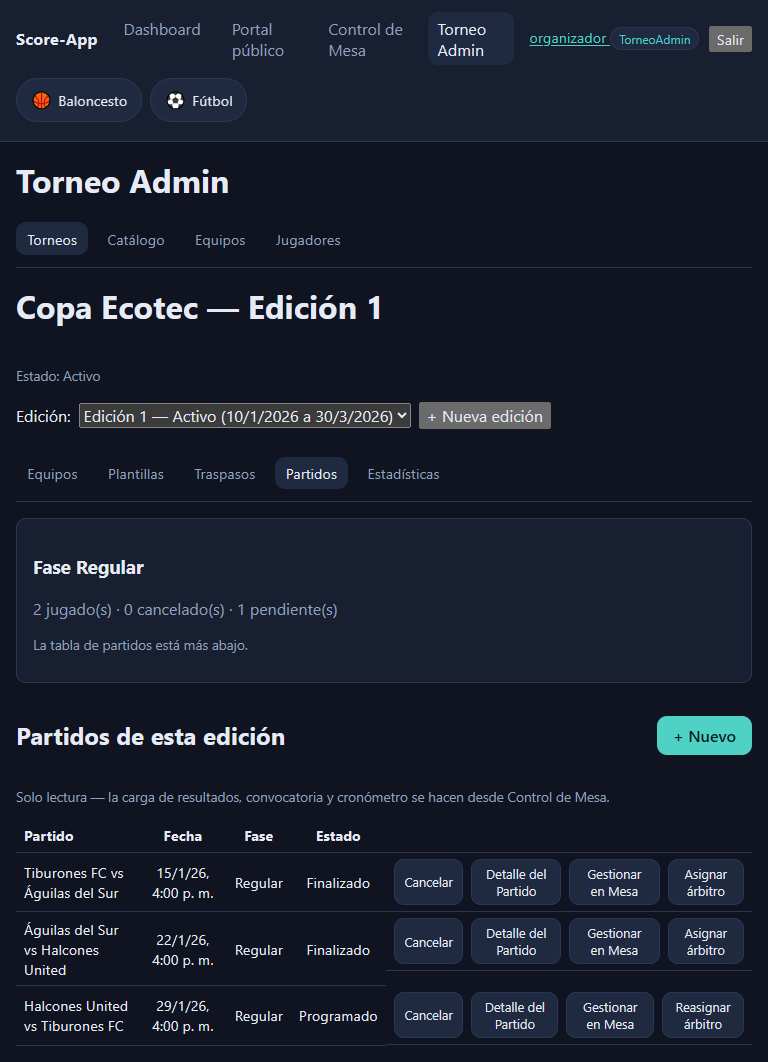 Score-App
Dashboard
Portal
público
Control de
Mesa
Torneo
Admin
organizador
TorneoAdmin
Salir
Baloncesto
Fútbol
Torneo Admin
Torneos Catálogo Equipos Jugadores
Copa Ecotec — Edición 1
Estado: Activo
Edición: Edición 1 — Activo (10/1/2026 a 30/3/2026) + Nueva edición
Equipos Plantillas Traspasos Partidos Estadísticas
Fase Regular
2 jugado(s) · 0 cancelado(s) · 1 pendiente(s)
La tabla de partidos está más abajo.
Partidos de esta edición
+ Nuevo
Solo lectura — la carga de resultados, convocatoria y cronómetro se hacen desde Control de Mesa.
Partido Fecha Fase Estado
Tiburones FC vs
Águilas del Sur
15/1/26,
4:00 p. m.
Regular
Finalizado
Cancelar
Detalle del
Partido
Gestionar
en Mesa
Asignar
árbitro
Águilas del Sur
vs Halcones
United
22/1/26,
4:00 p. m.
Regular
Finalizado
Cancelar
Detalle del
Partido
Gestionar
en Mesa
Asignar
árbitro
Halcones United
vs Tiburones FC
29/1/26,
4:00 p. m.
Regular
Programado
Cancelar
Detalle del
Partido
Gestionar
en Mesa
Reasignar
árbitro